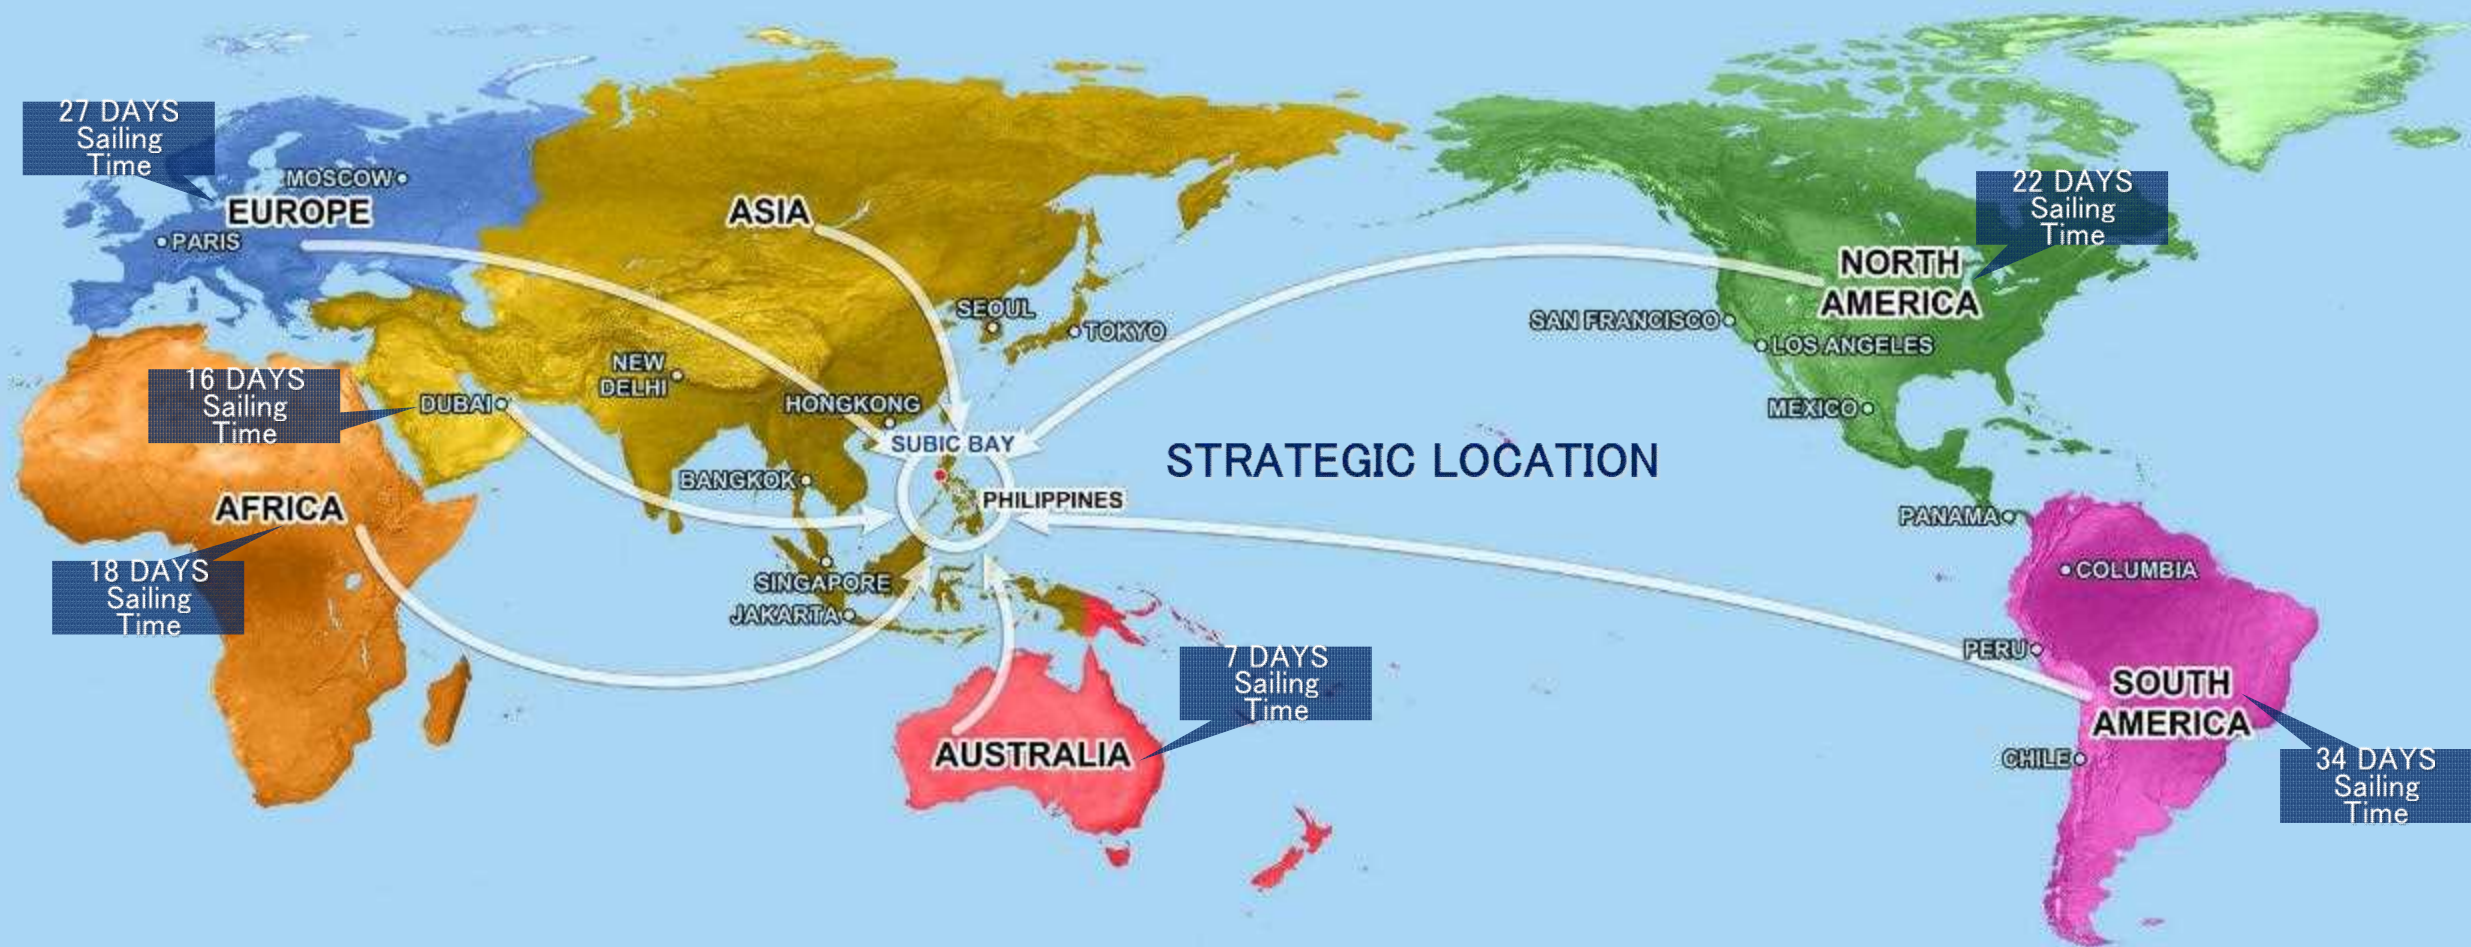 27 DAYS
Sailing
Time
MOSCOW
EUROPE
PARIS
ASIA
22 DAYS
Sailing
Time
NORTH
AMERICA
SEOUL
TOKYO
SAN FRANCISCO
LOS ANGELES
NEW
DELHI
16 DAYS
Sailing
Time
DUBAI
HONGKONG
MEXICO
SUBIC BAY
STRATEGIC LOCATION
BANGKOK
PHILIPPINES
AFRICA
PANAMA
18 DAYS
Sailing
Time
SINGAPORE
JAKARTA
COLUMBIA
PERU
7 DAYS
Sailing
Time
SOUTH
AMERICA
AUSTRALIA
CHILE
34 DAYS
Sailing
Time